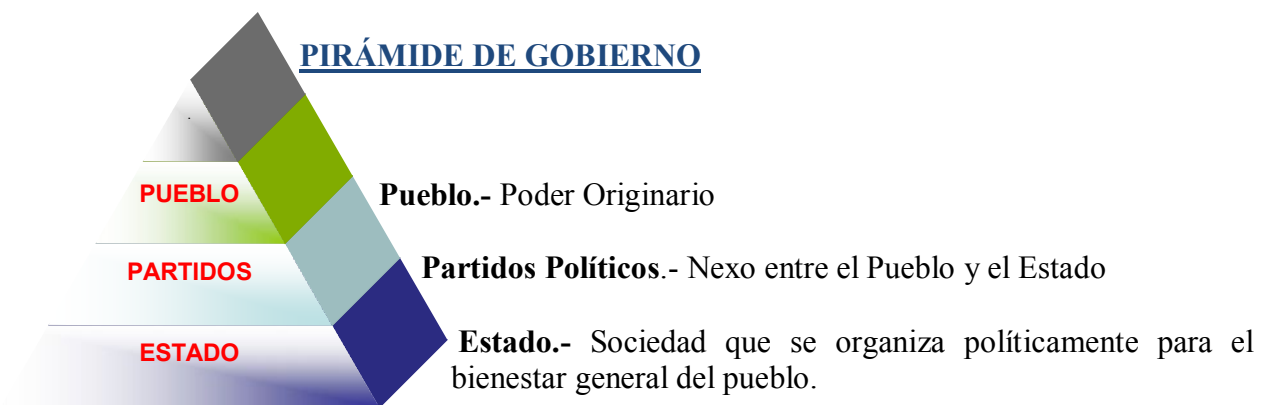 PIRÁMIDE DE GOBIERNO
.
PUEBLO
Pueblo.- Poder Originario
PARTIDOS
Partidos Políticos.- Nexo entre el Pueblo y el Estado
ESTADO
Estado.- Sociedad que se organiza políticamente para el
bienestar general del pueblo.